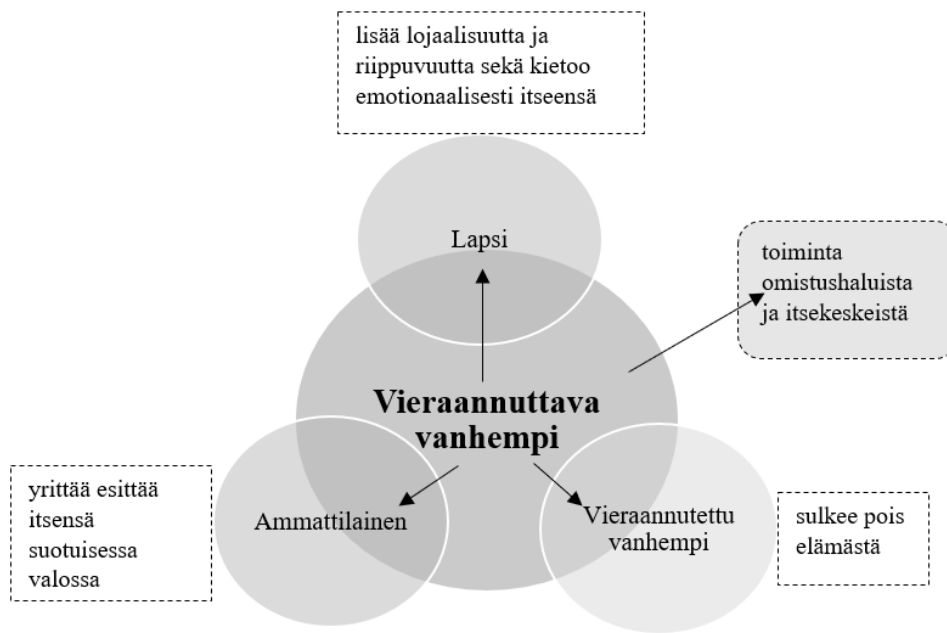 lisää lojaalisuutta ja
riippuvuutta sekä kietoo
emotionaalisesti itseensä
Lapsi
toiminta
omistushaluista
ja itsekeskeistä
Vieraannuttava
vanhempi
yrittää esittää
itsensä
suotuisessa
valossa
Ammattilainen
Vieraannutettu
vanhempi
sulkee pois
elämästä